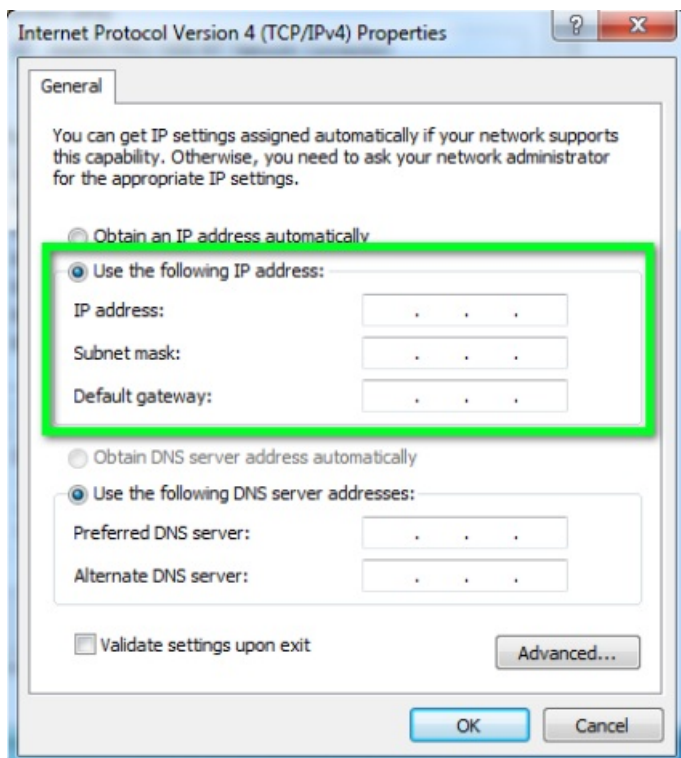 Internet Protocol Version 4 (TCP/IPv4) Properties
General
You can get IP settings assigned automatically if your network supports
this capability. Otherwise, you need to ask your network administrator
for the appropriate IP settings.
Obtain an IP address automatically
Use the following IP address:
IP address:
Subnet mask:
Default gateway:
Obtain DNS server address automatically
Use the following DNS server addresses:
Preferred DNS server:
Alternate DNS server:
Validate settings upon exit
Advanced...
OK Cancel